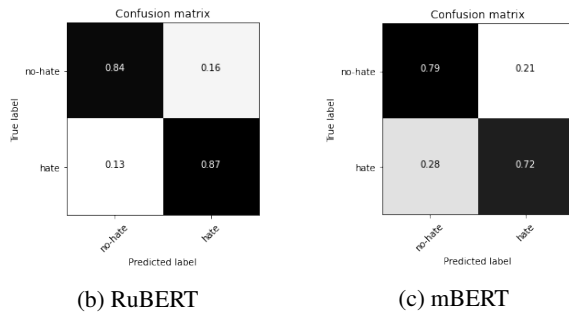 Confusion matrix
no-hate 0.84 0.16
True label
hate 0.13 0.87
no-hate hate
Predicted label
(b) RuBERT
Confusion matrix
no-hate 0.79 0.21
True label
hate 0.28 0.72
no-hate hate
Predicted label
(c) mBERT